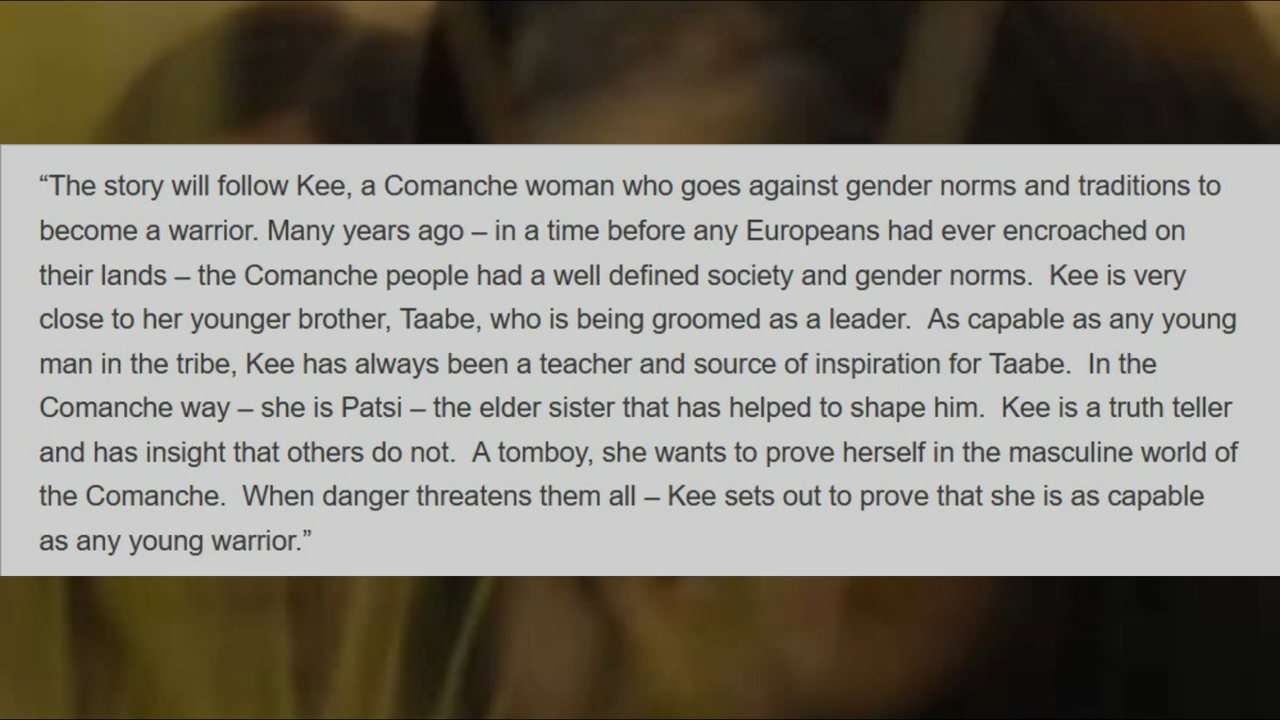 “The story will follow Kee, a Comanche woman who goes against gender norms and traditions to
become a warrior. Many years ago – in a time before any Europeans had ever encroached on
their lands – the Comanche people had a well defined society and gender norms.  Kee is very
close to her younger brother, Taabe, who is being groomed as a leader.  As capable as any young
man in the tribe, Kee has always been a teacher and source of inspiration for Taabe.  In the
Comanche way – she is Patsi – the elder sister that has helped to shape him.  Kee is a truth teller
and has insight that others do not.  A tomboy, she wants to prove herself in the masculine world of
the Comanche.  When danger threatens them all – Kee sets out to prove that she is as capable
as any young warrior.”